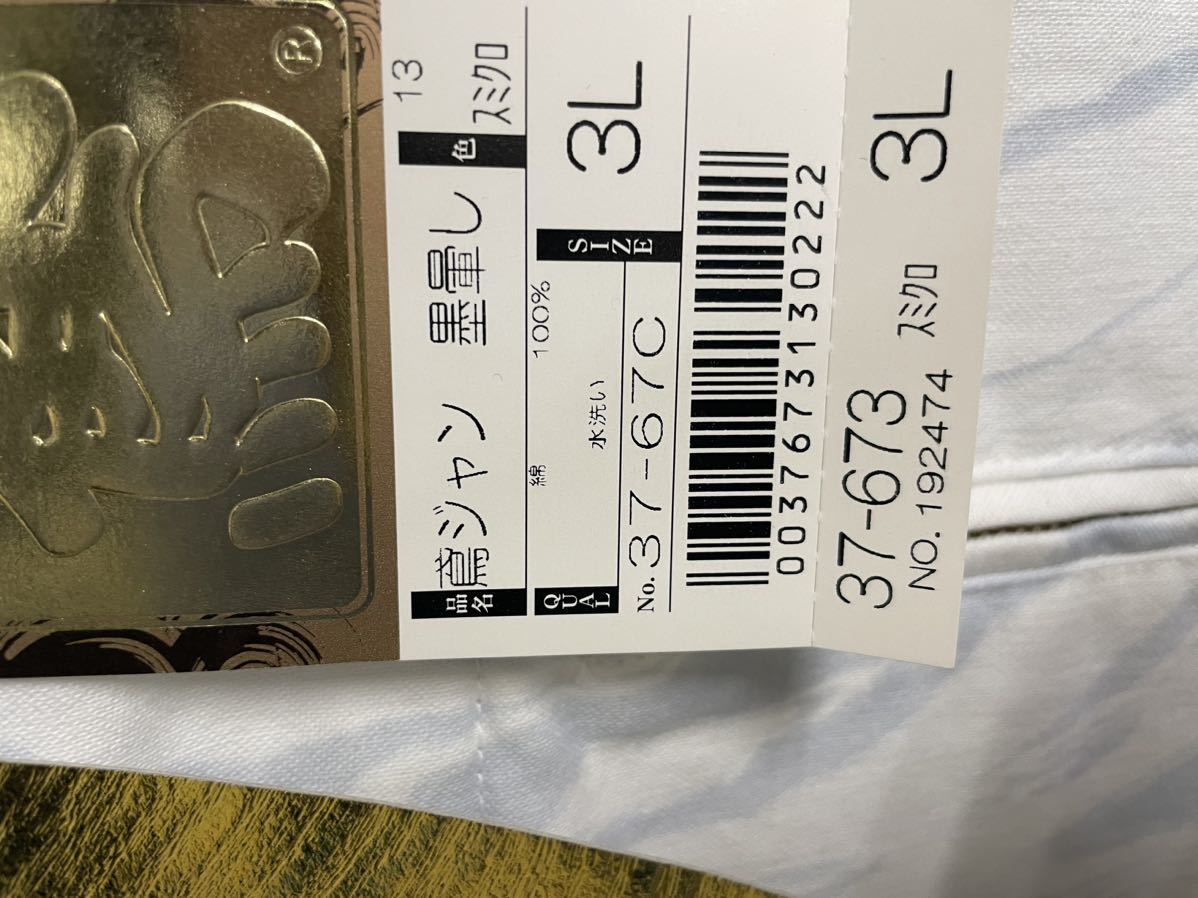 ®
品名 鳶ジャン 墨暈し 色 13 スミクロ
QUAL 綿 100%
水洗い
SIZE 3L
No. 37-67C
0037673130222
37-673 3L
NO. 192474 スミクロ